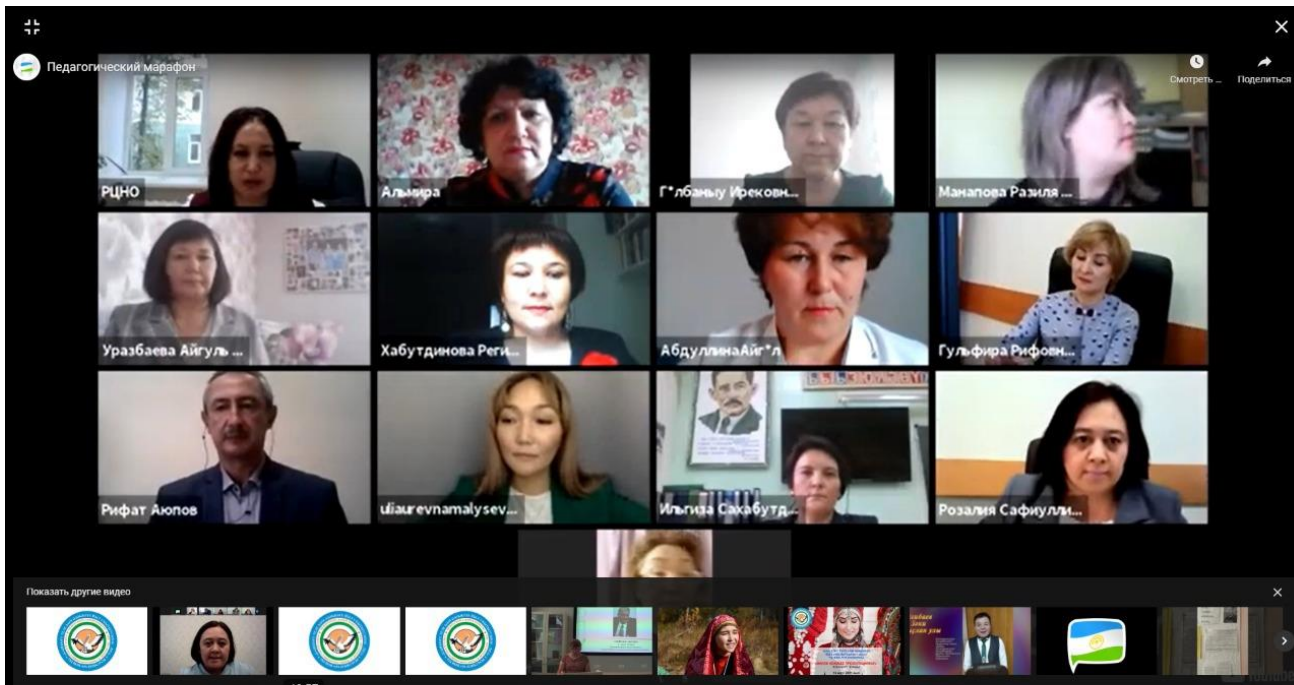 Педагогический марафон
Смотреть ...
Поделиться
РЦНО
Альмира
Г*лбаныу Ирековн...
Манапова Разиля ...
Уразбаева Айгуль ...
Хабутдинова Реги...
АбдуллинаАйг*л
Гульфира Рифовн...
Рифат Аюпов
uliaurevnamalysev...
Ильгиза Сахабутд...
Розалия Сафиулли...
Показать другие видео